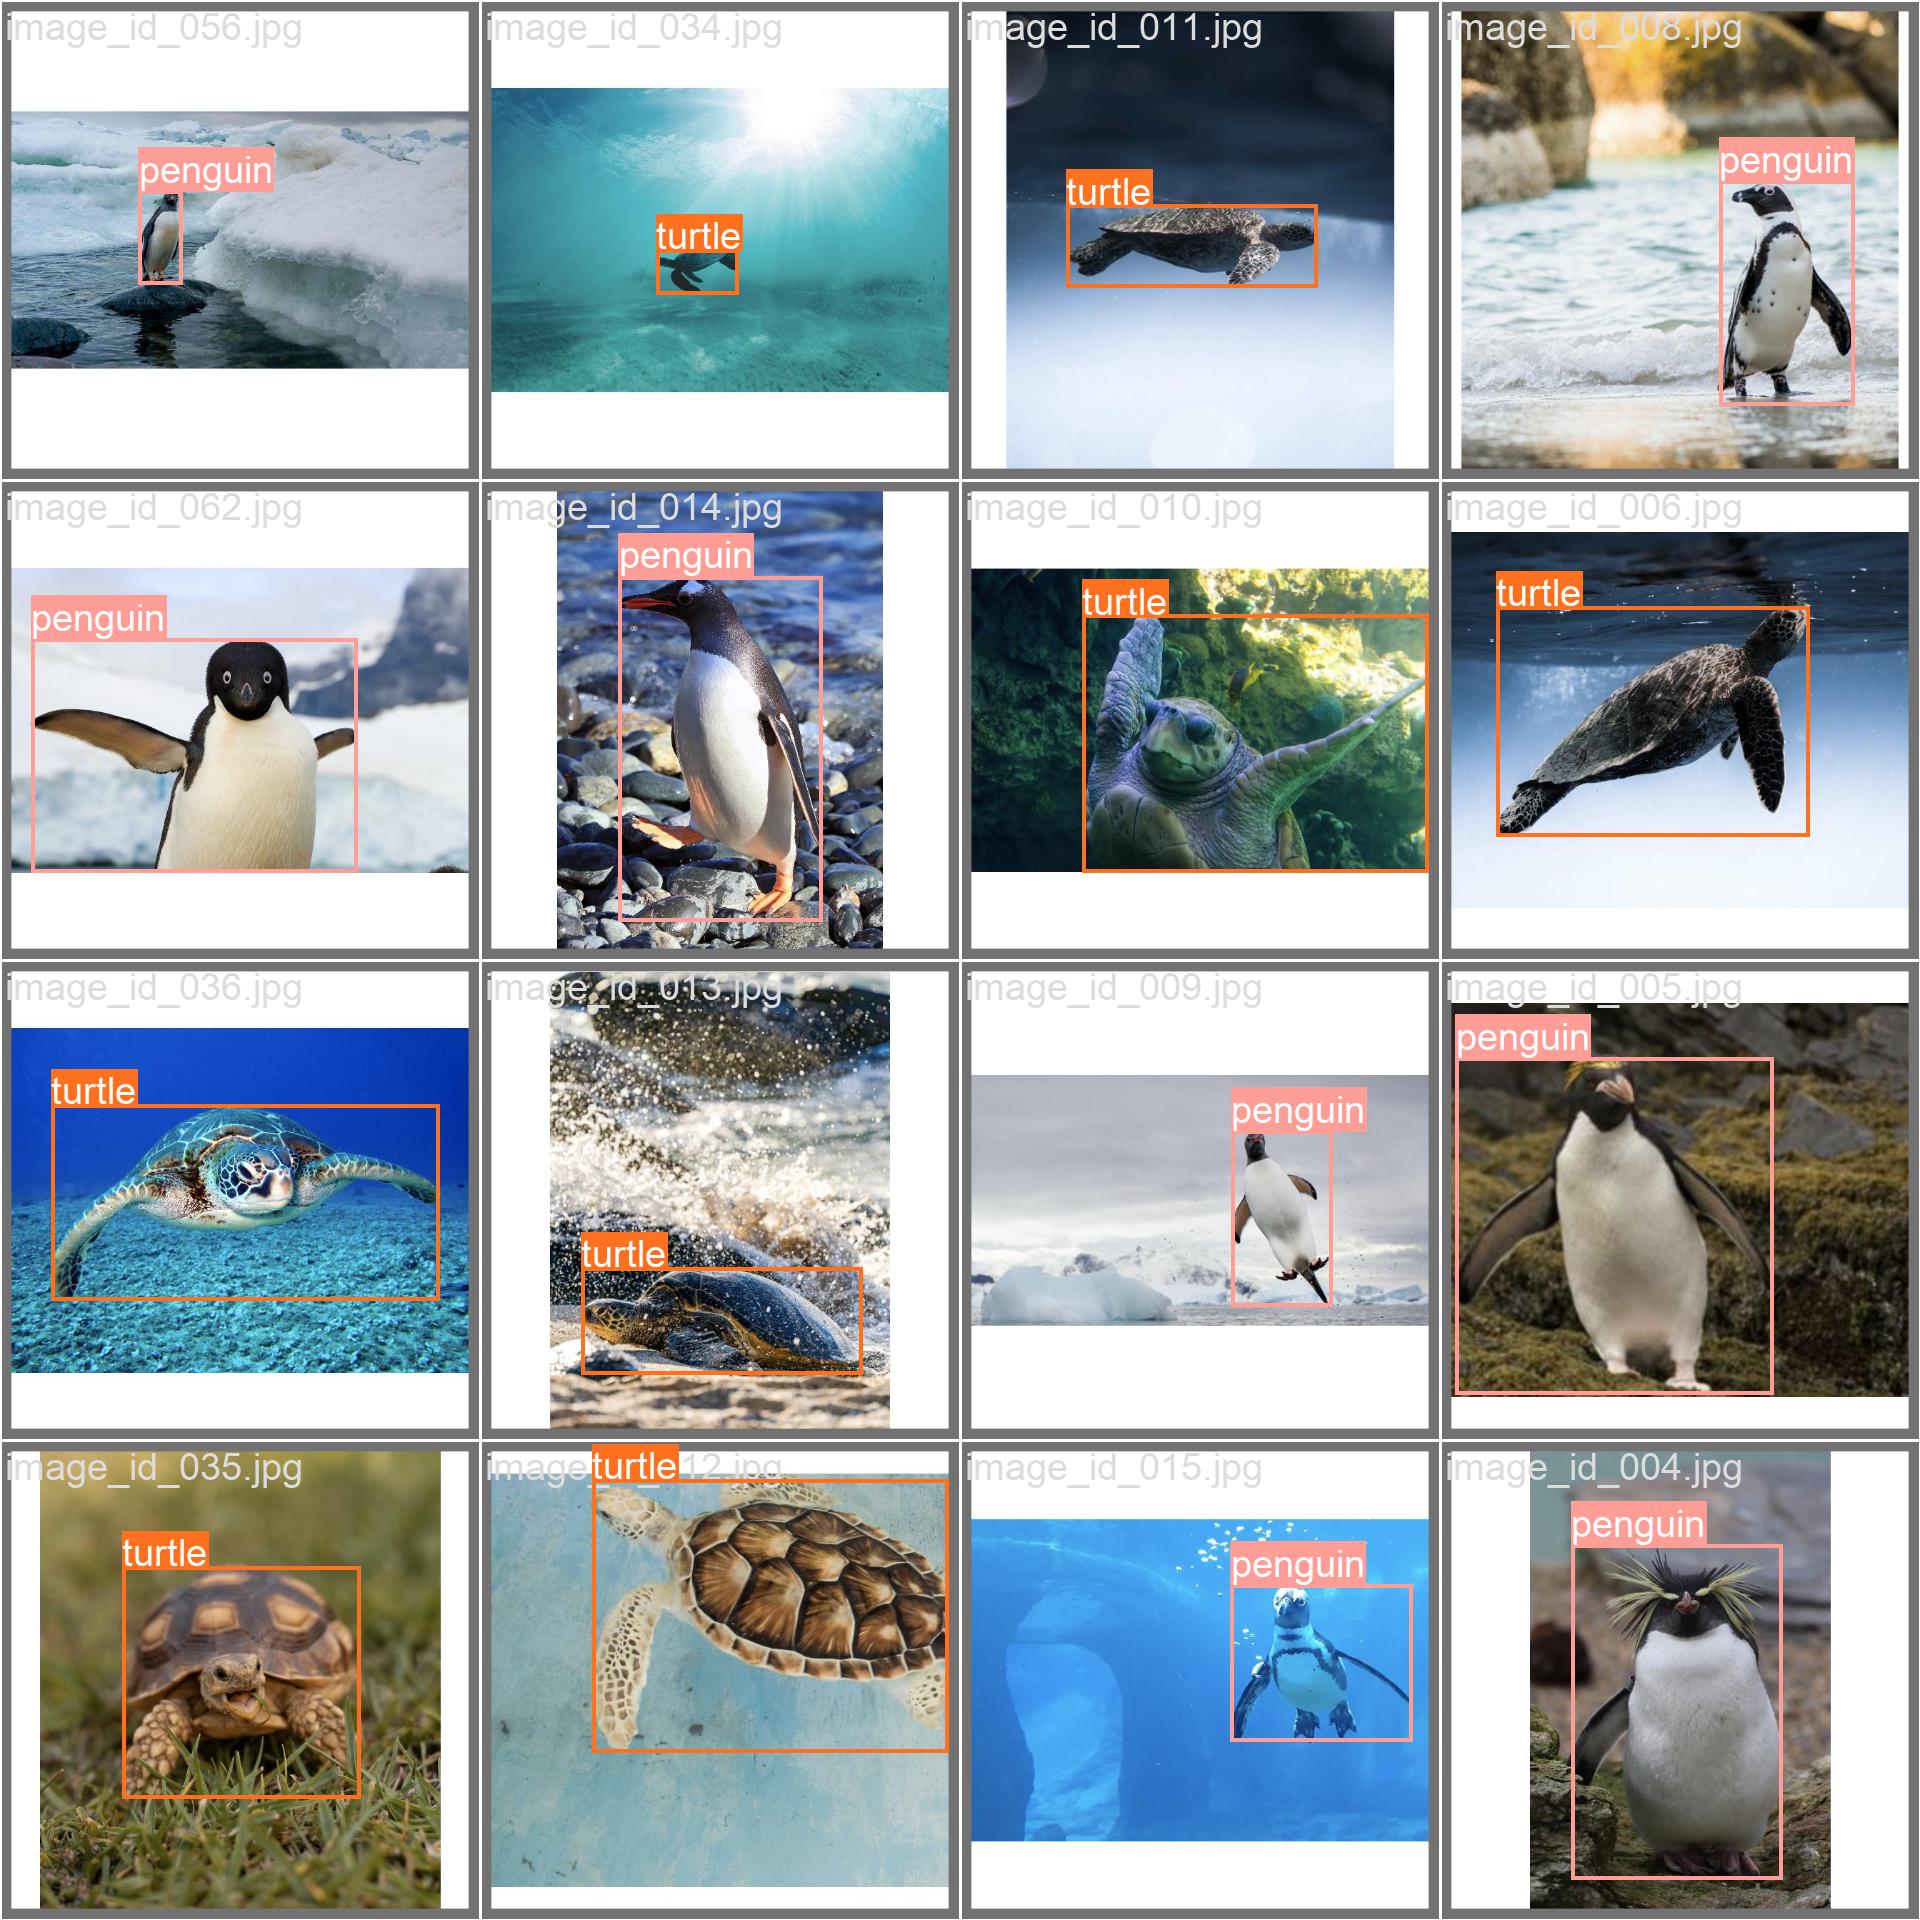 image_id_056.jpg
image_id_034.jpg
image_id_011.jpg
image_id_008.jpg
penguin
turtle
turtle
penguin
image_id_062.jpg
image_id_014.jpg
image_id_010.jpg
image_id_006.jpg
penguin
penguin
turtle
turtle
image_id_036.jpg
image_id_013.jpg
image_id_009.jpg
image_id_005.jpg
turtle
turtle
penguin
penguin
image_id_035.jpg
image turtle 12.jpg
image_id_015.jpg
image_id_004.jpg
turtle
penguin
penguin